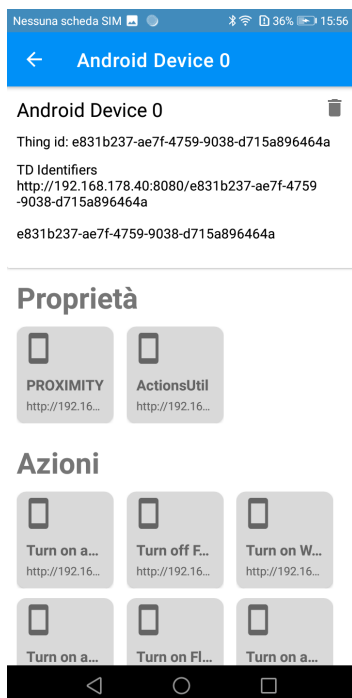 Nessuna scheda SIM 36% 15:56
Android Device 0
Android Device 0
Thing id: e831b237-ae7f-4759-9038-d715a896464a
TD Identifiers
http://192.168.178.40:8080/e831b237-ae7f-4759
-9038-d715a896464a
e831b237-ae7f-4759-9038-d715a896464a
Proprietà
PROXIMITY ActionsUtil
http://192.16... http://192.16...
Azioni
Turn on a... Turn off F... Turn on W...
http://192.16... http://192.16... http://192.16...
Turn on a... Turn on Fl... Turn on a...